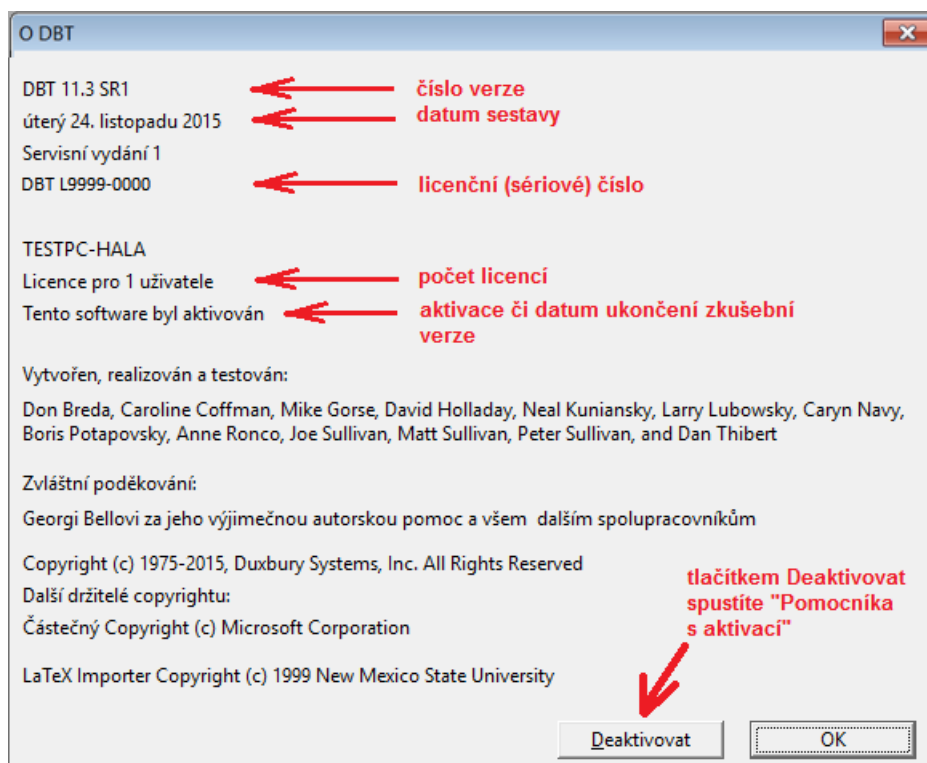 O DBT
DBT 11.3 SR1
číslo verze
úterý 24. listopadu 2015
datum sestavy
Servisní vydání 1
DBT L9999-0000
licenční (sériové) číslo
TESTPC-HALA
Licence pro 1 uživatele
počet licencí
Tento software byl aktivován
aktivace či datum ukončení zkušební
verze
Vytvořen, realizován a testován:
Don Breda, Caroline Coffman, Mike Gorse, David Holladay, Neal Kuniansky, Larry Lubowsky, Caryn Navy,
Boris Potapovsky, Anne Ronco, Joe Sullivan, Matt Sullivan, Peter Sullivan, and Dan Thibert
Zvláštní poděkování:
Georgi Bellovi za jeho výjimečnou autorskou pomoc a všem  dalším spolupracovníkům
Copyright (c) 1975-2015, Duxbury Systems, Inc. All Rights Reserved
Další držitelé copyrightu:
Částečný Copyright (c) Microsoft Corporation
LaTeX Importer Copyright (c) 1999 New Mexico State University
tlačítkem Deaktivovat
spustíte "Pomocníka
s aktivací"
Deaktivovat
OK